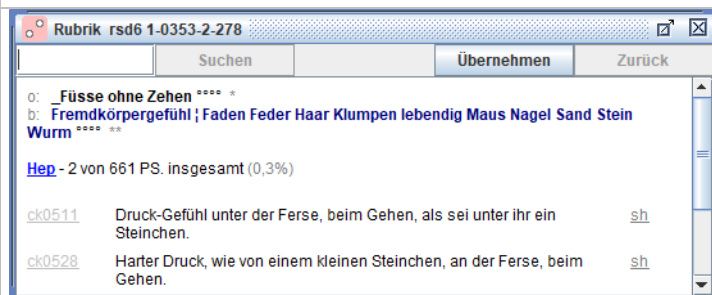 Rubrik rsd6 1-0353-2-278
Suchen Übernehmen Zurück
o: _Füsse ohne Zehen °°°° *
b: Fremdkörpergefühl ¦ Faden Feder Haar Klumpen lebendig Maus Nagel Sand Stein
Wurm °°°° **
Hep - 2 von 661 PS. insgesamt (0,3%)
ck0511 Druck-Gefühl unter der Ferse, beim Gehen, als sei unter ihr ein sh
Steinchen.
ck0528 Harter Druck, wie von einem kleinen Steinchen, an der Ferse, beim sh
Gehen.